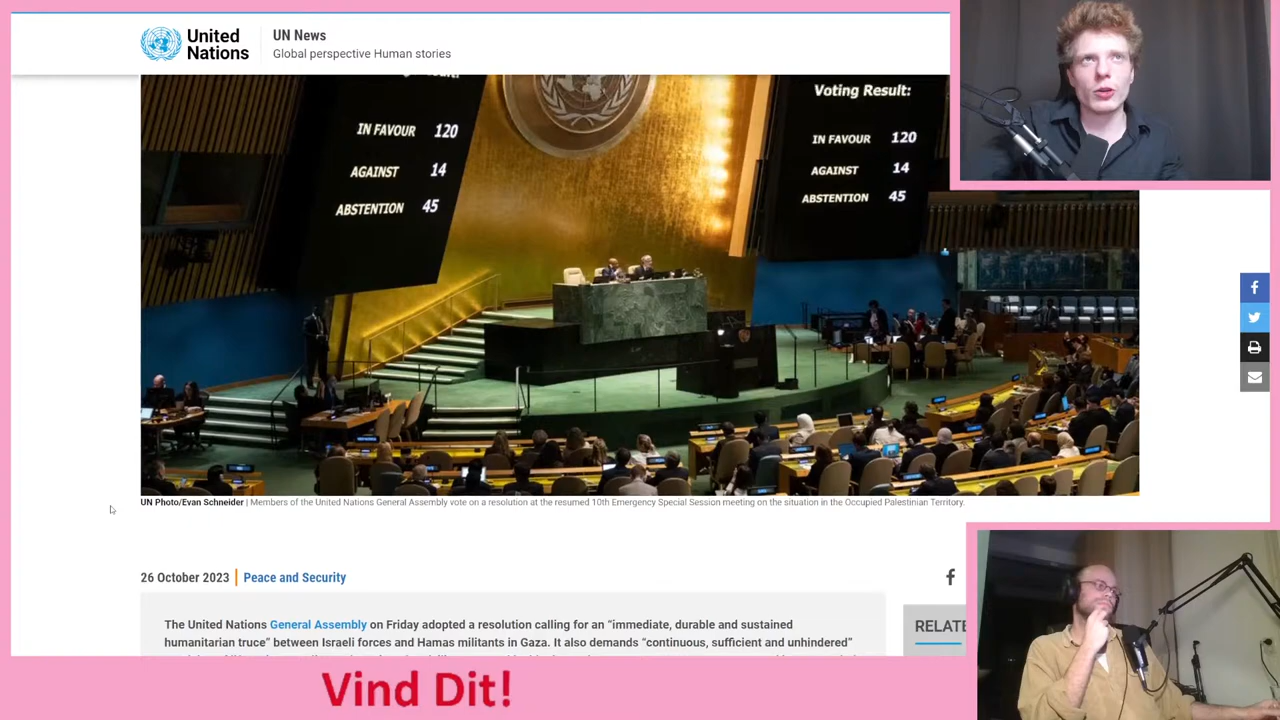 United
Nations
UN News
Global perspective Human stories
IN FAVOUR 120
AGAINST 14
ABSTENTION 45
Voting Result:
IN FAVOUR 120
AGAINST 14
ABSTENTION 45
UN Photo/Evan Schneider | Members of the United Nations General Assembly vote on a resolution at the resumed 10th Emergency Special Session meeting on the situation in the Occupied Palestinian Territory.
26 October 2023 | Peace and Security
The United Nations General Assembly on Friday adopted a resolution calling for an “immediate, durable and sustained
humanitarian truce” between Israeli forces and Hamas militants in Gaza. It also demands “continuous, sufficient and unhindered”
RELATE
Vind Dit!